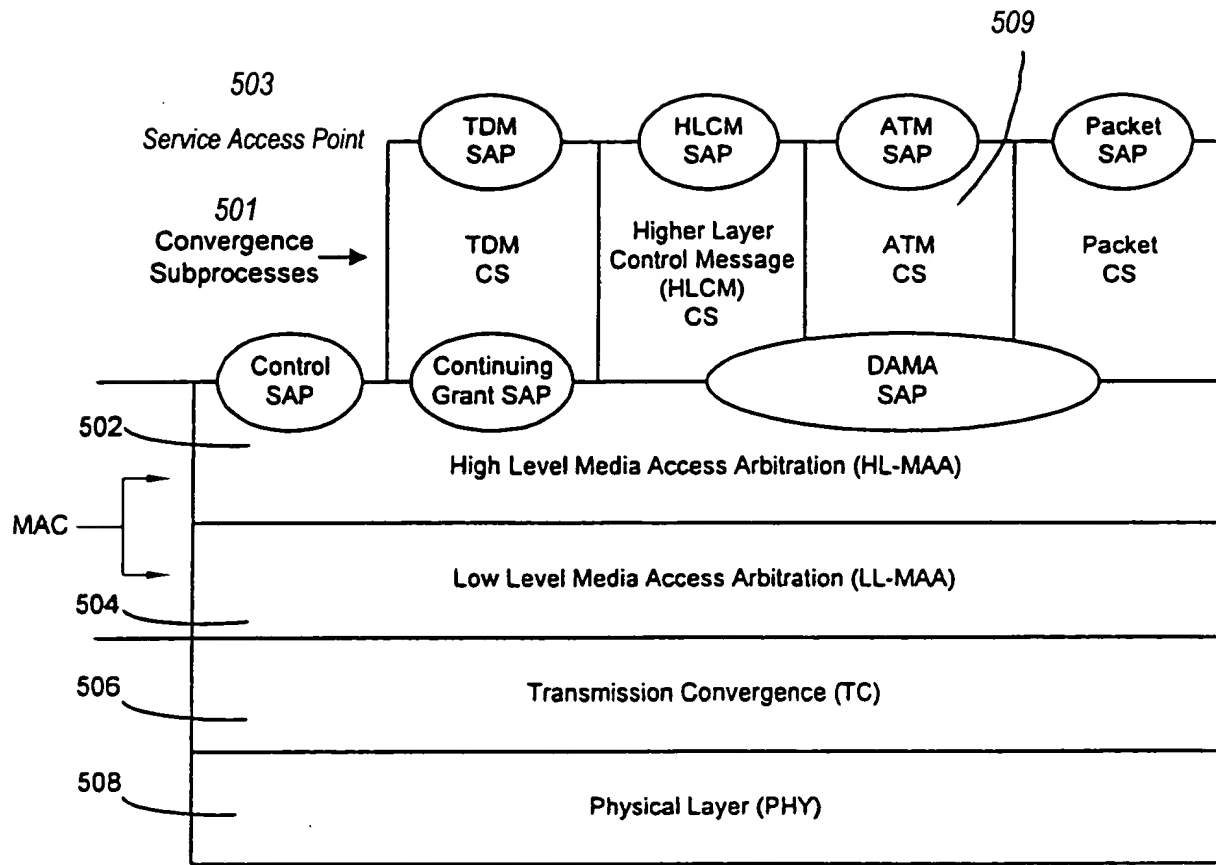 509
503
Service Access Point
TDM
SAP
HLCM
SAP
ATM
SAP
Packet
SAP
501
Convergence
Subprocesses
TDM
CS
Higher Layer
Control Message
(HLCM)
CS
ATM
CS
Packet
CS
Control
SAP
Continuing
Grant SAP
DAMA
SAP
502
High Level Media Access Arbitration (HL-MAA)
MAC
Low Level Media Access Arbitration (LL-MAA)
504
506
Transmission Convergence (TC)
508
Physical Layer (PHY)